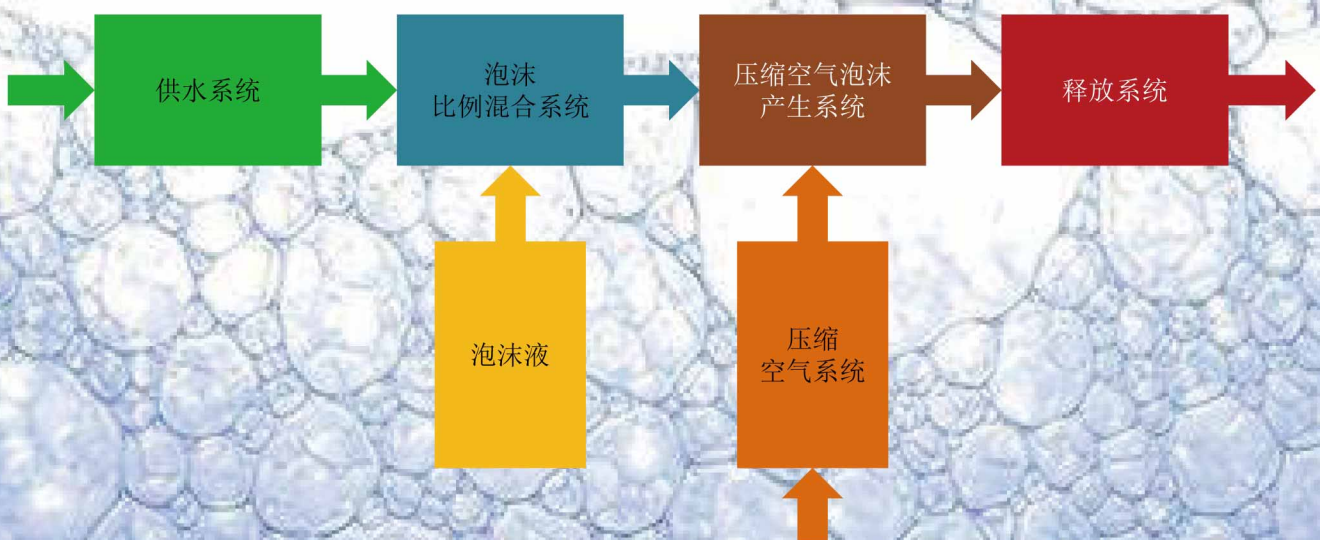 供水系统
泡沫
比例混合系统
压缩空气泡沫
产生系统
释放系统
泡沫液
压缩
空气系统